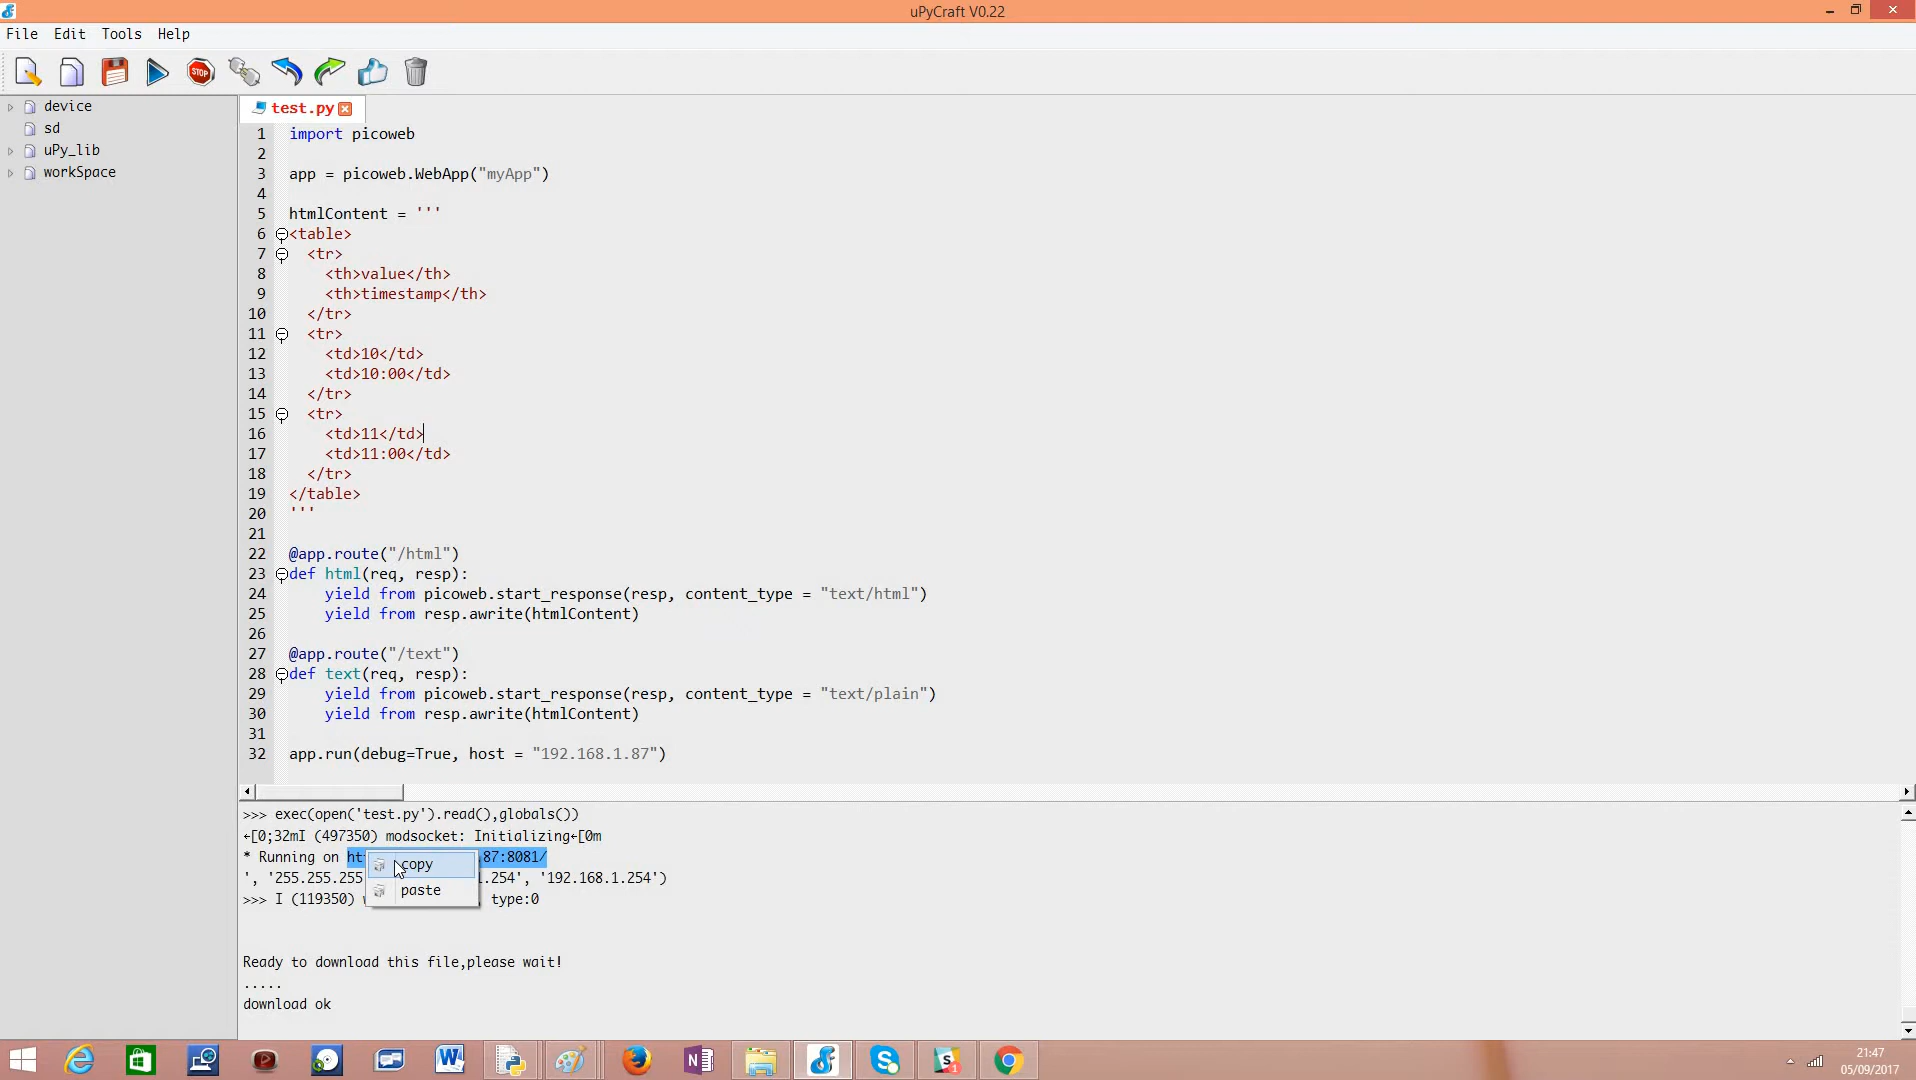 uPyCraft V0.22
File Edit Tools Help
STOP
device
sd
uPy_lib
workSpace
test.py
1 import picoweb
2
3 app = picoweb.WebApp("myApp")
4
5 htmlContent = '''
6 <table>
7 <tr>
8 <th>value</th>
9 <th>timestamp</th>
10 </tr>
11 <tr>
12 <td>10</td>
13 <td>10:00</td>
14 </tr>
15 <tr>
16 <td>11</td>
17 <td>11:00</td>
18 </tr>
19 </table>
20 '''
21
22 @app.route("/html")
23 def html(req, resp):
24 yield from picoweb.start_response(resp, content_type = "text/html")
25 yield from resp.awrite(htmlContent)
26
27 @app.route("/text")
28 def text(req, resp):
29 yield from picoweb.start_response(resp, content_type = "text/plain")
30 yield from resp.awrite(htmlContent)
31
32 app.run(debug=True, host = "192.168.1.87")
>>> exec(open('test.py').read(),globals())
←[0;32mI (497350) modsocket: Initializing←[0m
* Running on ht 87:8081/
copy
', '255.255.255 .254', '192.168.1.254')
paste
>>> I (119350) type:0
Ready to download this file,please wait!
.....
download ok
21:47
05/09/2017